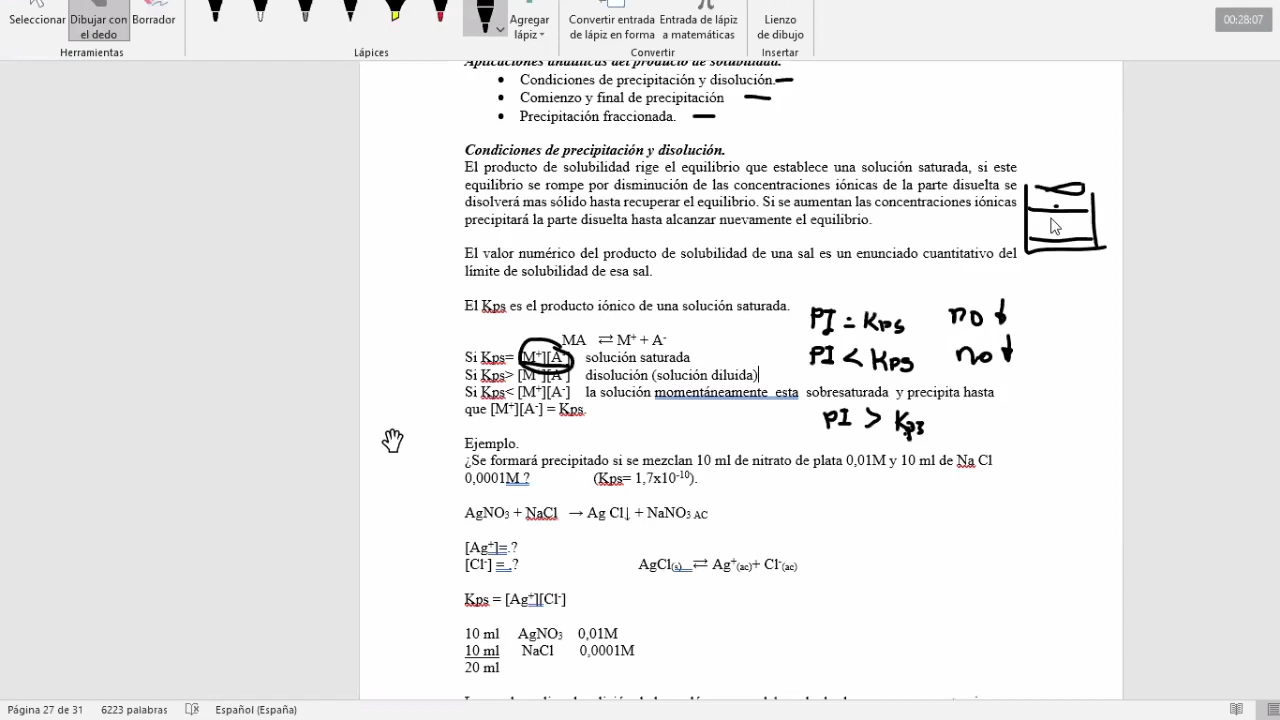 Seleccionar Dibujar con el dedo Borrador
Agregar lápiz
Convertir entrada de lápiz en forma
Entrada de lápiz a matemáticas
Lienzo de dibujo
00:28:07
Herramientas Lápices Convertir Insertar
Aplicaciones analíticas del producto de solubilidad.
• Condiciones de precipitación y disolución.
• Comienzo y final de precipitación
• Precipitación fraccionada.
Condiciones de precipitación y disolución.
El producto de solubilidad rige el equilibrio que establece una solución saturada, si este
equilibrio se rompe por disminución de las concentraciones iónicas de la parte disuelta se
disolverá mas sólido hasta recuperar el equilibrio. Si se aumentan las concentraciones iónicas
precipitará la parte disuelta hasta alcanzar nuevamente el equilibrio.
El valor numérico del producto de solubilidad de una sal es un enunciado cuantitativo del
límite de solubilidad de esa sal.
El Kps es el producto iónico de una solución saturada.
PI = Kps no ↓
MA ⇄ M⁺ + A⁻
Si Kps= [M⁺][A⁻] solución saturada
PI < Kps no ↓
Si Kps> [M⁺][A⁻] disolución (solución diluida)
Si Kps< [M⁺][A⁻] la solución momentáneamente esta sobresaturada y precipita hasta
que [M⁺][A⁻] = Kps.
PI > Kps
Ejemplo.
¿Se formará precipitado si se mezclan 10 ml de nitrato de plata 0,01M y 10 ml de Na Cl
0,0001M ? (Kps= 1,7x10⁻¹⁰).
AgNO₃ + NaCl → Ag Cl↓ + NaNO₃ AC
[Ag⁺]=.?
[Cl⁻] = .? AgCl(s) ⇄ Ag⁺(ac)+ Cl⁻(ac)
Kps = [Ag⁺][Cl⁻]
10 ml AgNO₃ 0,01M
10 ml NaCl 0,0001M
20 ml
Página 27 de 31 6223 palabras Español (España)